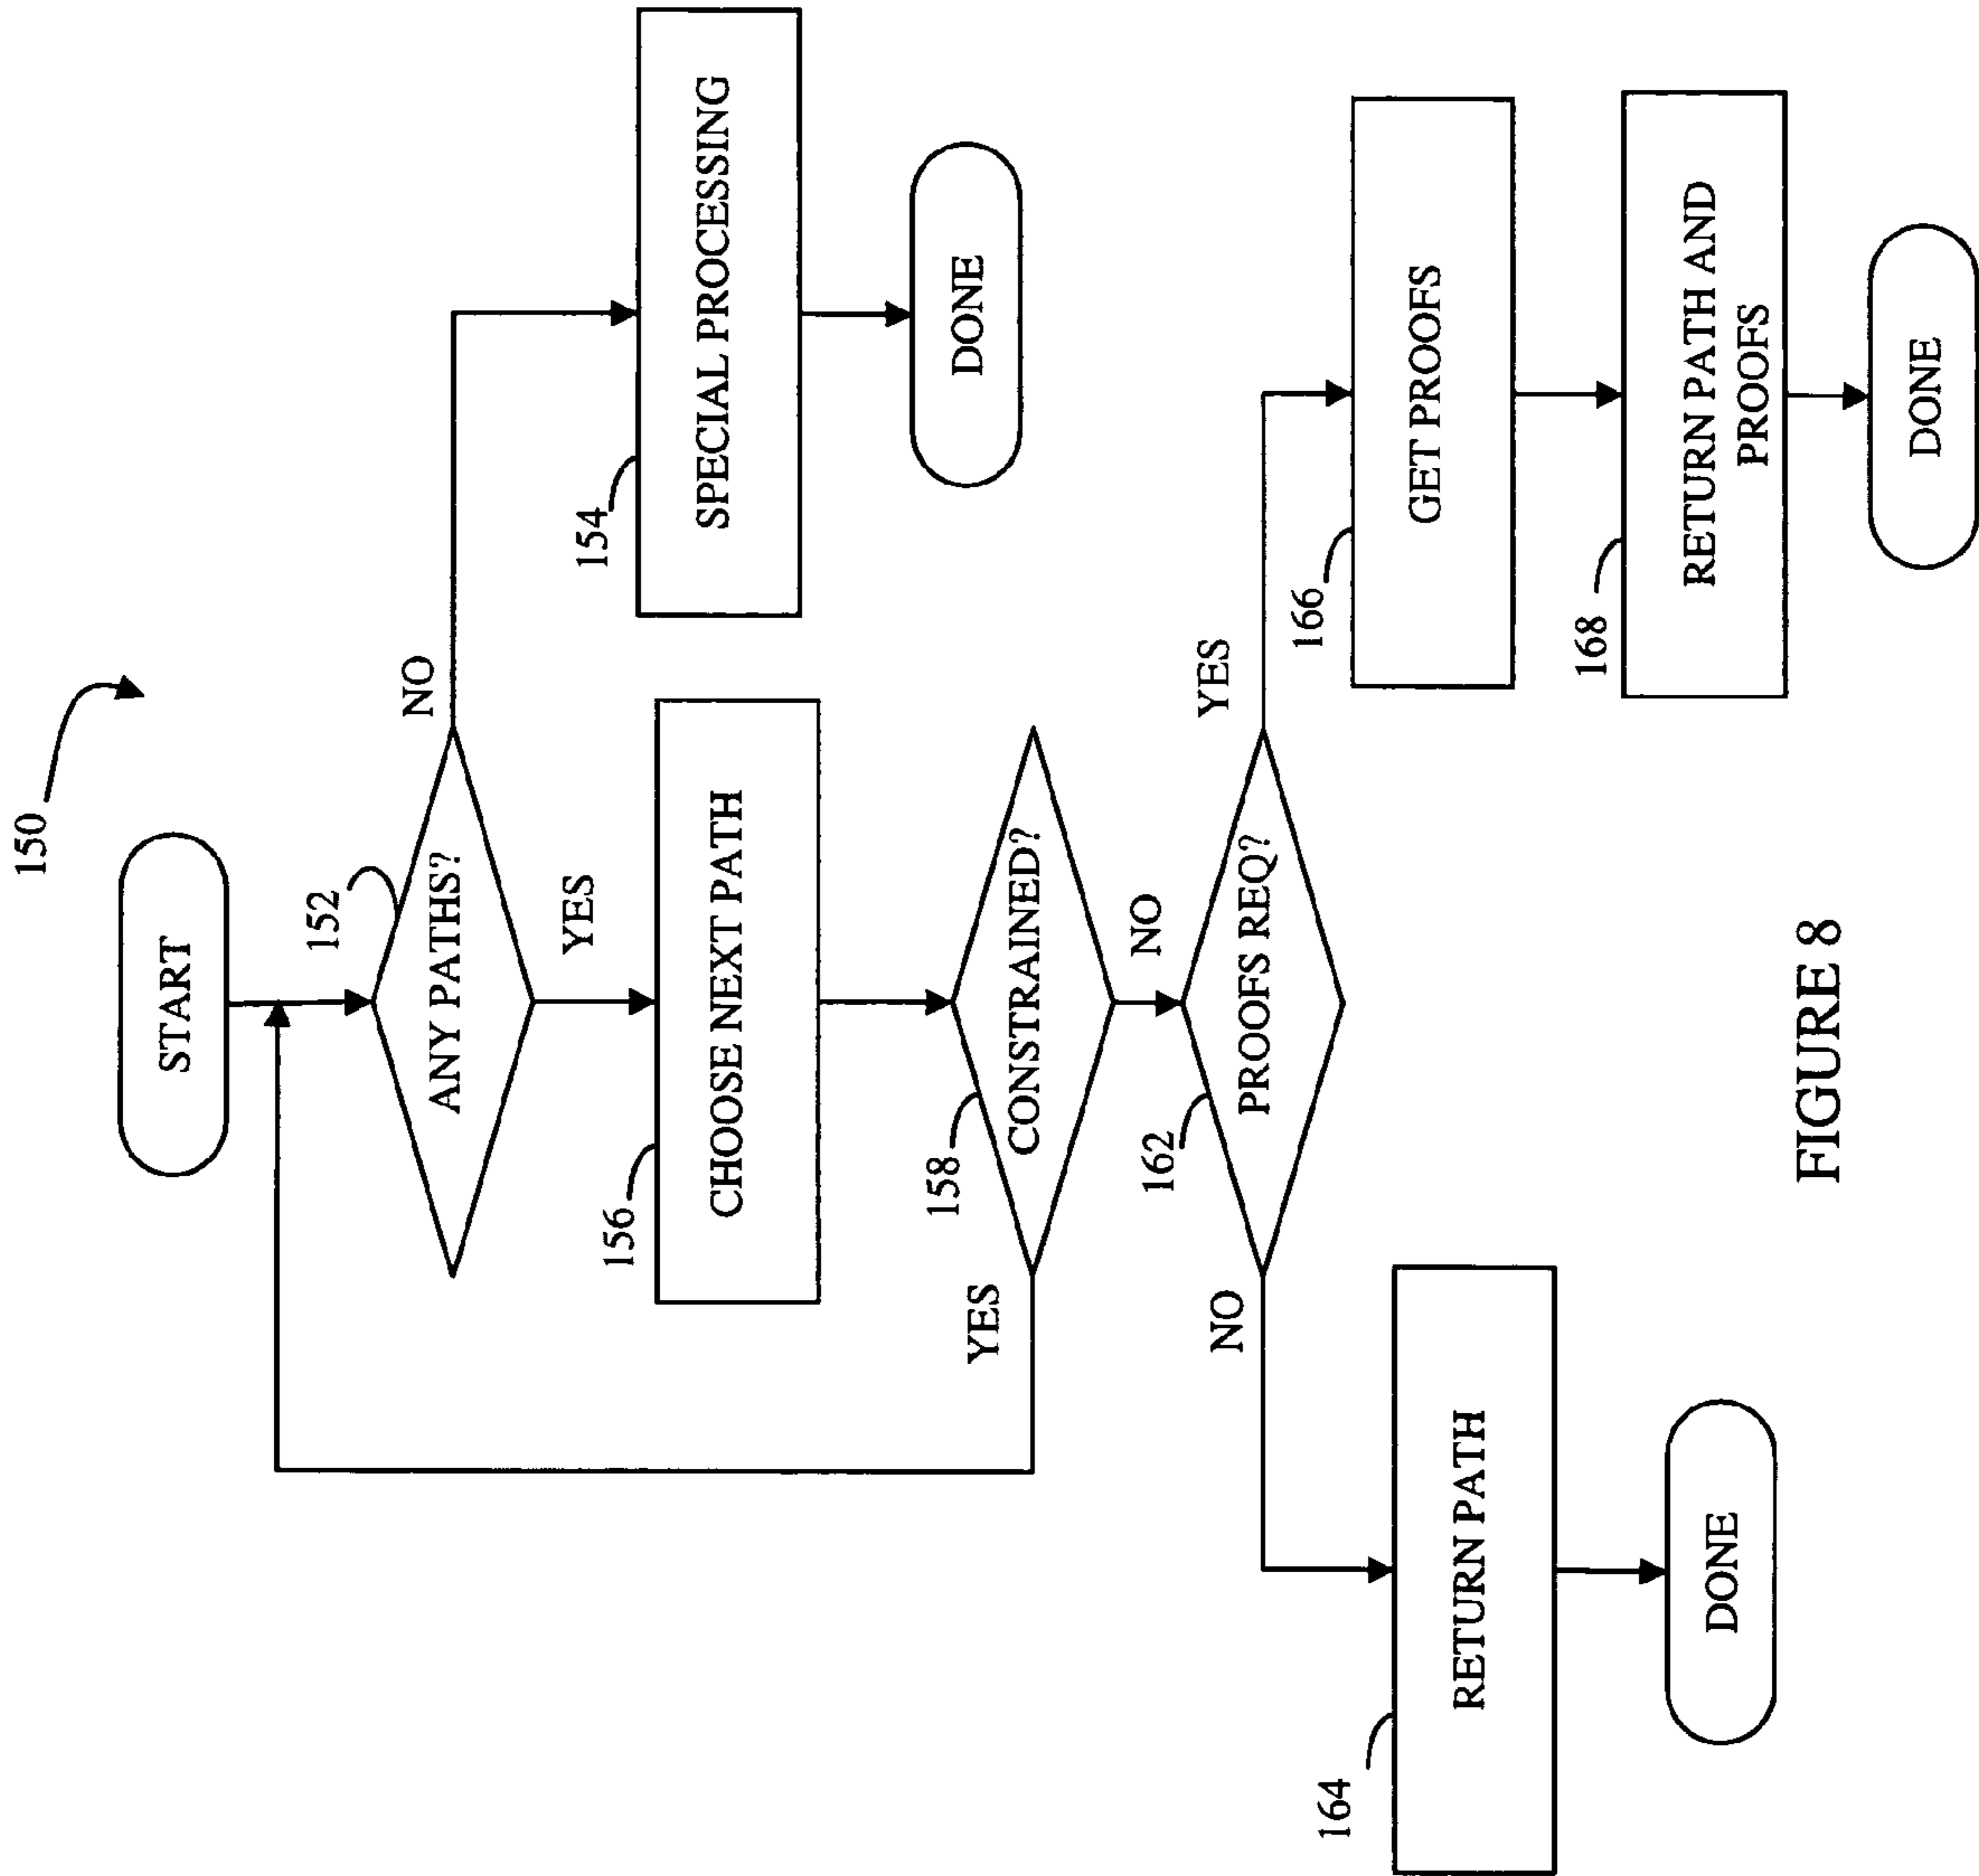 150
START
152
ANY PATHS?
NO
YES
154
SPECIAL PROCESSING
DONE
156
CHOOSE NEXT PATH
158
CONSTRAINED?
YES
NO
162
PROOFS REQ?
NO
YES
164
RETURN PATH
DONE
166
GET PROOFS
168
RETURN PATH AND
PROOFS
DONE
FIGURE 8